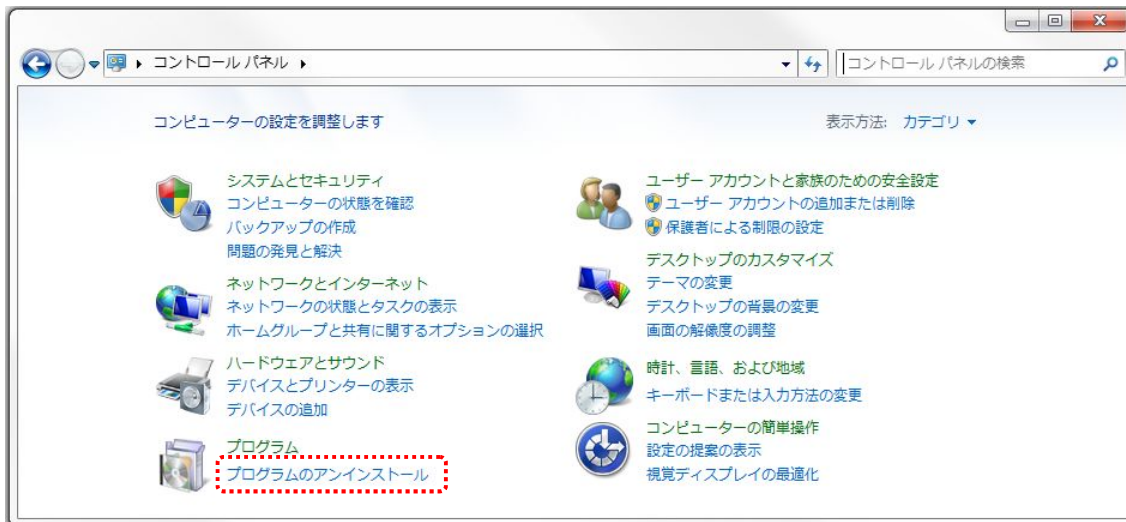 コントロール パネル
コントロール パネルの検索
コンピューターの設定を調整します
表示方法: カテゴリ
システムとセキュリティ
コンピューターの状態を確認
バックアップの作成
問題の発見と解決
ネットワークとインターネット
ネットワークの状態とタスクの表示
ホームグループと共有に関するオプションの選択
ハードウェアとサウンド
デバイスとプリンターの表示
デバイスの追加
プログラム
プログラムのアンインストール
ユーザー アカウントと家族のための安全設定
ユーザー アカウントの追加または削除
保護者による制限の設定
デスクトップのカスタマイズ
テーマの変更
デスクトップの背景の変更
画面の解像度の調整
時計、言語、および地域
キーボードまたは入力方法の変更
コンピューターの簡単操作
設定の提案の表示
視覚ディスプレイの最適化